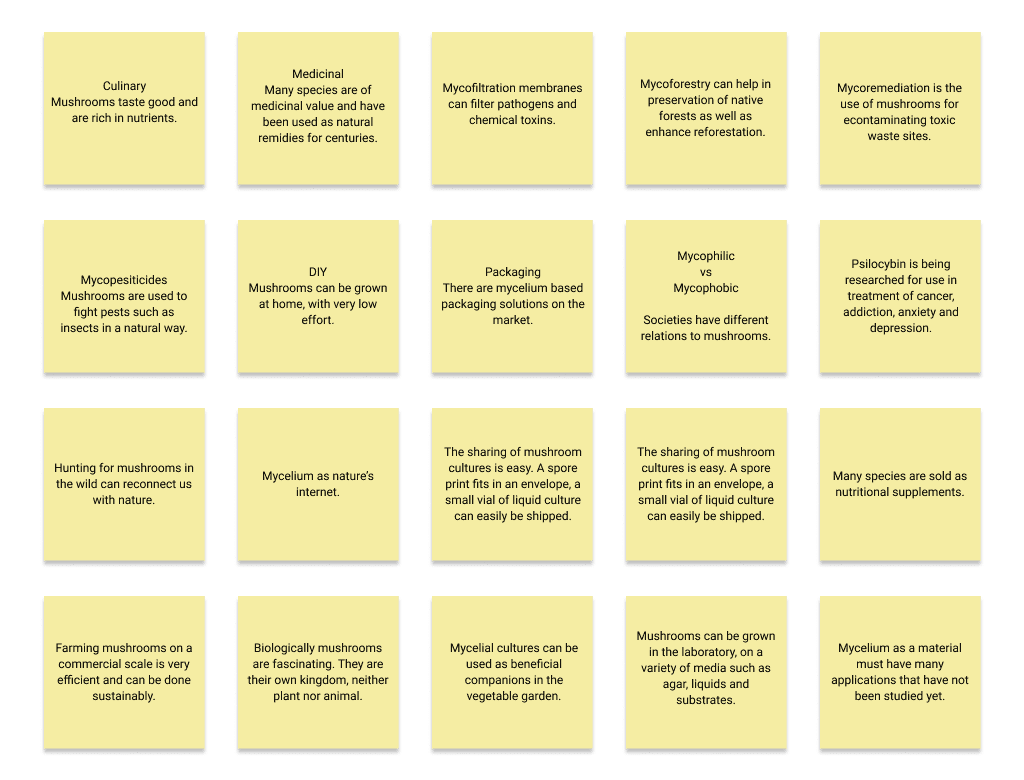 Culinary
Mushrooms taste good and
are rich in nutrients.
Medicinal
Many species are of
medicinal value and have
been used as natural
remidies for centuries.
Mycofiltration membranes
can filter pathogens and
chemical toxins.
Mycoforestry can help in
preservation of native
forests as well as
enhance reforestation.
Mycoremediation is the
use of mushrooms for
econtaminating toxic
waste sites.
Mycopesiticides
Mushrooms are used to
fight pests such as
insects in a natural way.
DIY
Mushrooms can be grown
at home, with very low
effort.
Packaging
There are mycelium based
packaging solutions on the
market.
Mycophilic
vs
Mycophobic
Societies have different
relations to mushrooms.
Psilocybin is being
researched for use in
treatment of cancer,
addiction, anxiety and
depression.
Hunting for mushrooms in
the wild can reconnect us
with nature.
Mycelium as nature’s
internet.
The sharing of mushroom
cultures is easy. A spore
print fits in an envelope, a
small vial of liquid culture
can easily be shipped.
The sharing of mushroom
cultures is easy. A spore
print fits in an envelope, a
small vial of liquid culture
can easily be shipped.
Many species are sold as
nutritional supplements.
Farming mushrooms on a
commercial scale is very
efficient and can be done
sustainably.
Biologically mushrooms
are fascinating. They are
their own kingdom, neither
plant nor animal.
Mycelial cultures can be
used as beneficial
companions in the
vegetable garden.
Mushrooms can be grown
in the laboratory, on a
variety of media such as
agar, liquids and
substrates.
Mycelium as a material
must have many
applications that have not
been studied yet.